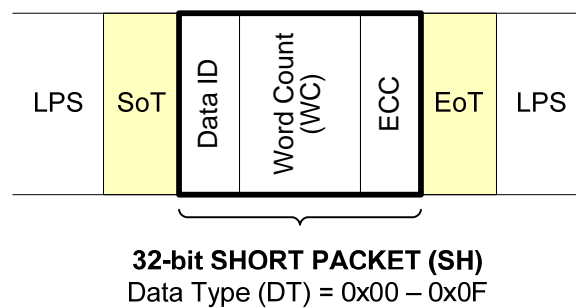 LPS
SoT
Data ID
Word Count
(WC)
ECC
EoT
LPS
32-bit SHORT PACKET (SH)
Data Type (DT) = 0x00 – 0x0F